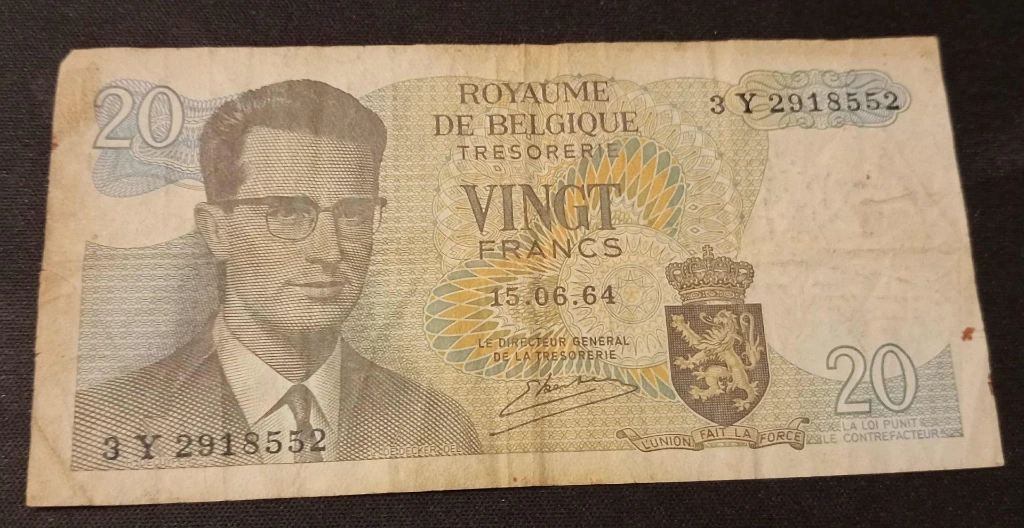 20
ROYAUME
DE BELGIQUE
TRESORERIE
3 Y 2918552
VINGT
FRANCS
15.06.64
LE DIRECTEUR GENERAL
DE LA TRESORERIE
20
LA LOI PUNIT
LE CONTREFACTEUR
L'UNION FAIT LA FORCE
3 Y 2918552